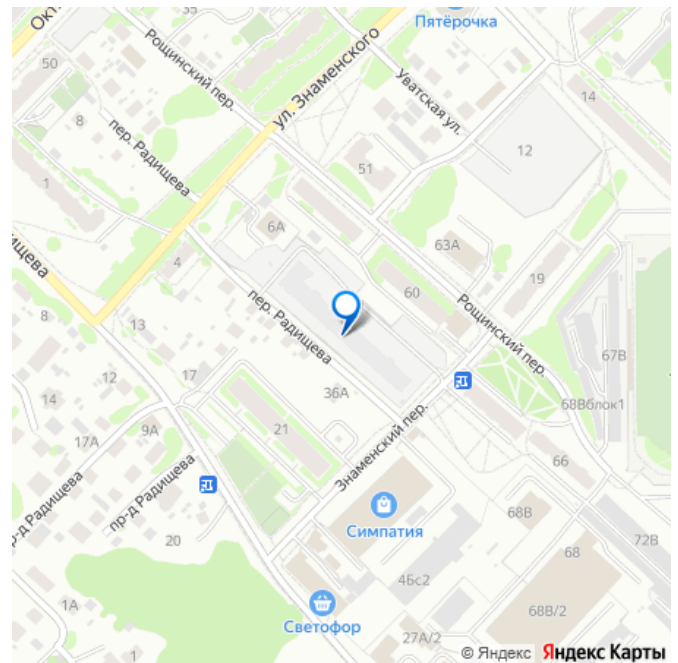 Окт
35
Пятёрочка
Рощинский пер.
50
ул. Знаменского
Уватская ул.
14
8
пер. Радищева
12
51
1
6А
63А
ищева
4
19
пер. Радищева
60
Рощинский пер.
8
13
67В
12
17
36А
68Вблок1
14
9А
21
17А
Знаменский пер.
66
пр-д Радищева
пр-д Радищева
68В
Симпатия
20
68
72В
4Бс2
1А
Светофор
68В/2
27А/2
1
© Яндекс Яндекс Карты